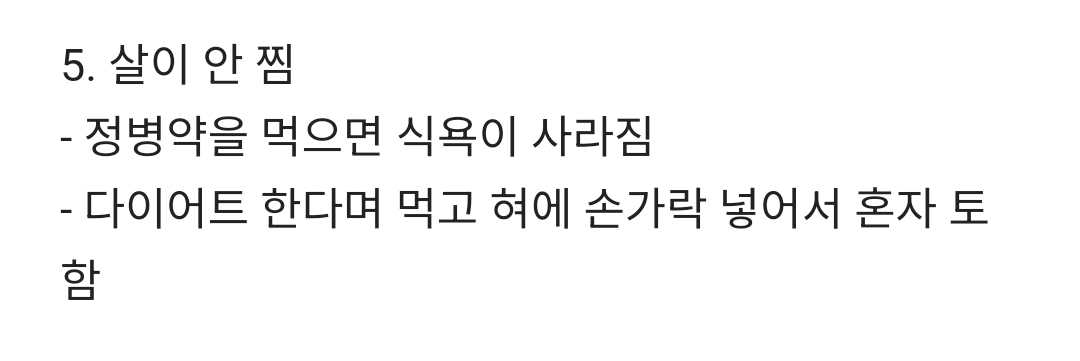 5. 살이 안 찜
- 정병약을 먹으면 식욕이 사라짐
- 다이어트 한다며 먹고 혀에 손가락 넣어서 혼자 토
함